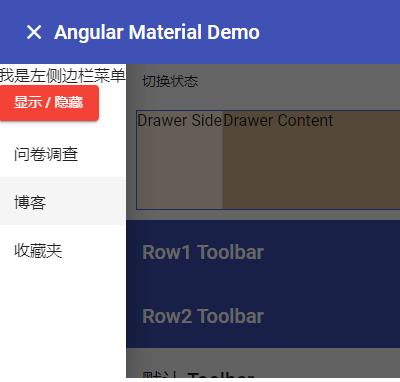 ✕ Angular Material Demo
我是左侧边栏菜单
显示 / 隐藏
问卷调查
博客
收藏夹
切换状态
Drawer Side Drawer Content
Row1 Toolbar
Row2 Toolbar
默认 Toolbar